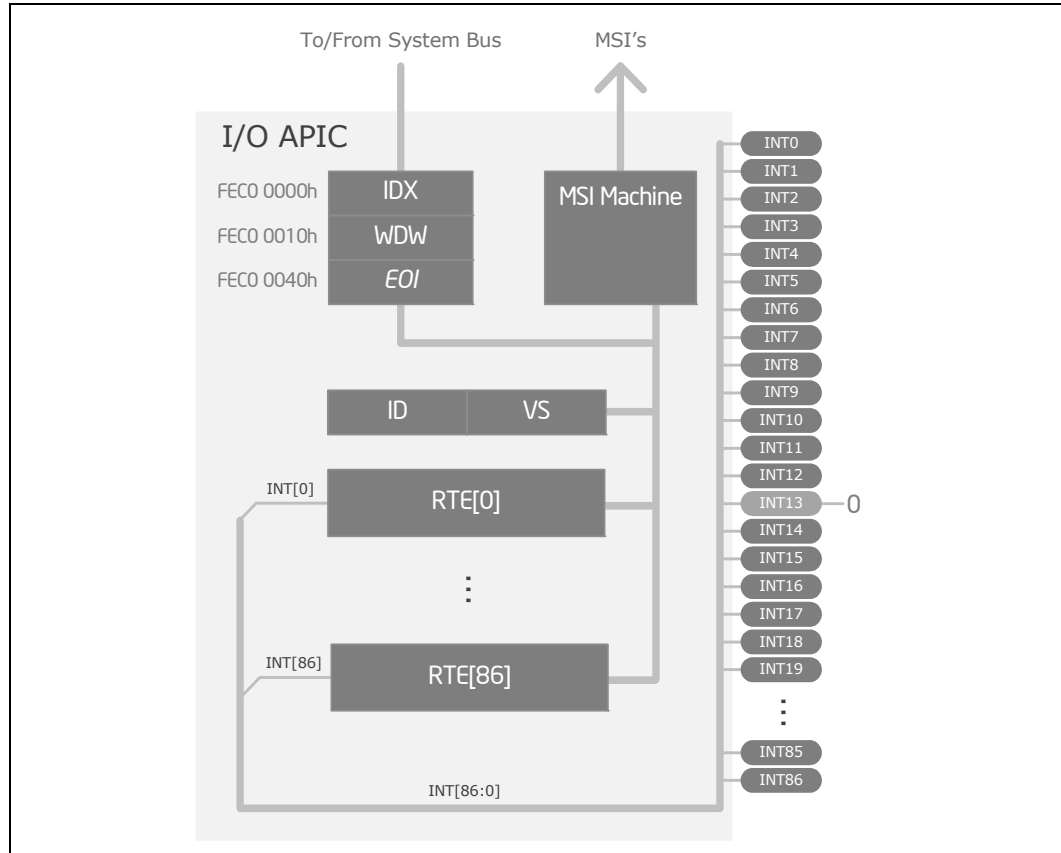 To/From System Bus
MSI's
I/O APIC
FEC0 0000h
IDX
FEC0 0010h
WDW
FEC0 0040h
EOI
MSI Machine
ID
VS
INT[0]
RTE[0]
⋮
INT[86]
RTE[86]
INT[86:0]
INT0
INT1
INT2
INT3
INT4
INT5
INT6
INT7
INT8
INT9
INT10
INT11
INT12
INT13
0
INT14
INT15
INT16
INT17
INT18
INT19
⋮
INT85
INT86